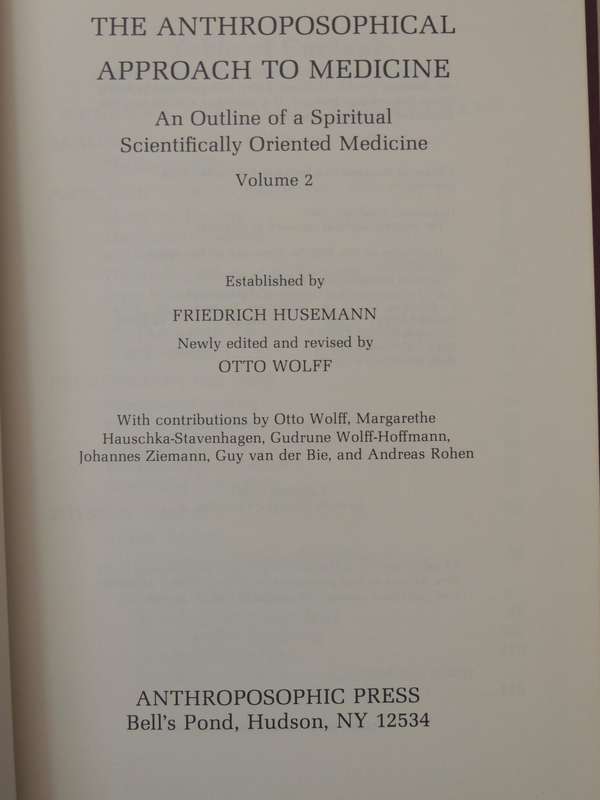 THE ANTHROPOSOPHICAL
APPROACH TO MEDICINE
An Outline of a Spiritual
Scientifically Oriented Medicine
Volume 2
Established by
FRIEDRICH HUSEMANN
Newly edited and revised by
OTTO WOLFF
With contributions by Otto Wolff, Margarethe
Hauschka-Stavenhagen, Gudrune Wolff-Hoffmann,
Johannes Ziemann, Guy van der Bie, and Andreas Rohen
ANTHROPOSOPHIC PRESS
Bell's Pond, Hudson, NY 12534